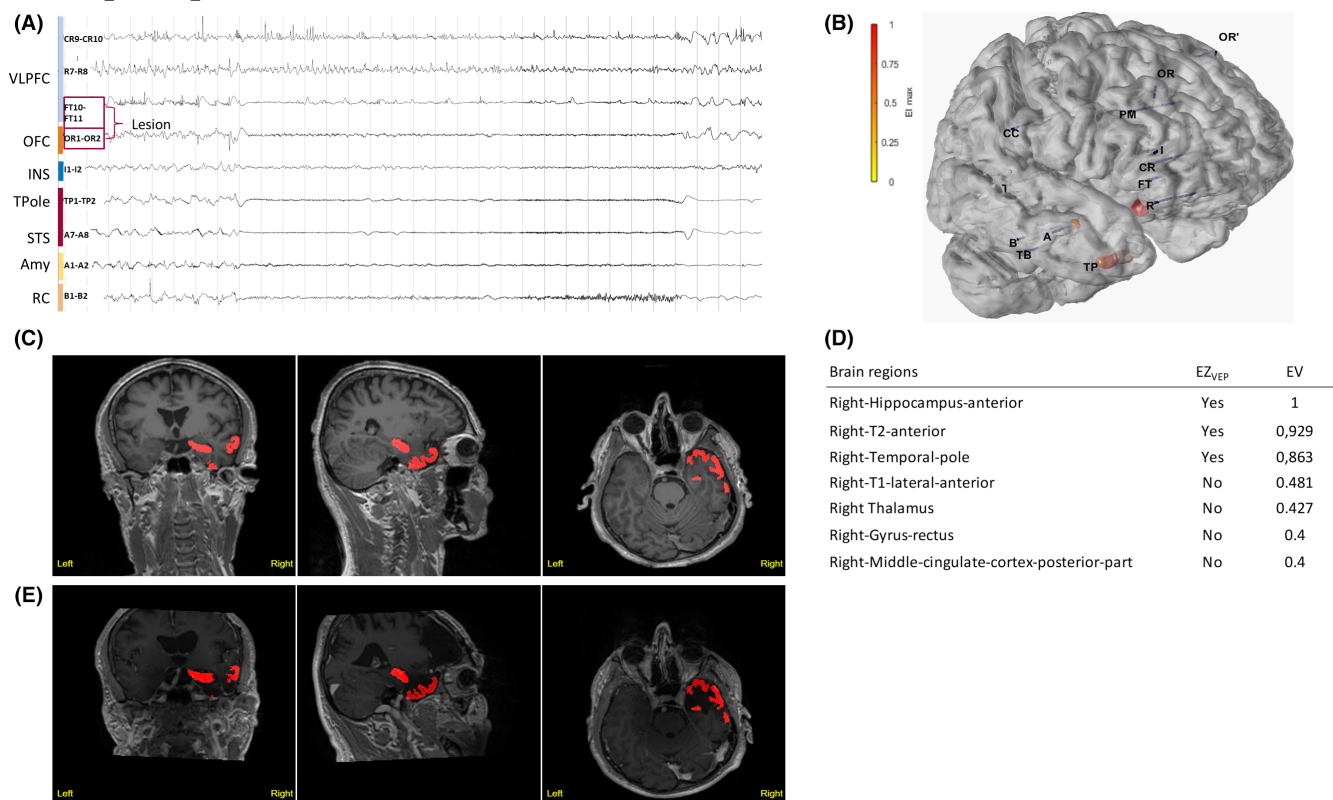 (A)
CR9-CR10
VLPFC
R7-R8
FT10-
FT11
Lesion
OFC
OR1-OR2
INS
I1-I2
TPole
TP1-TP2
STS
A7-A8
Amy
A1-A2
RC
B1-B2
(B)
1
0.75
0.5
0.25
0
EI max
OR'
OR
PM
CC
I
CR
FT
R
B'
A
TB
TP
(C)
Left Right
Left Right
Left Right
(D)
Brain regions EZVEP EV
Right-Hippocampus-anterior Yes 1
Right-T2-anterior Yes 0,929
Right-Temporal-pole Yes 0,863
Right-T1-lateral-anterior No 0.481
Right Thalamus No 0.427
Right-Gyrus-rectus No 0.4
Right-Middle-cingulate-cortex-posterior-part No 0.4
(E)
Left Right
Left Right
Left Right